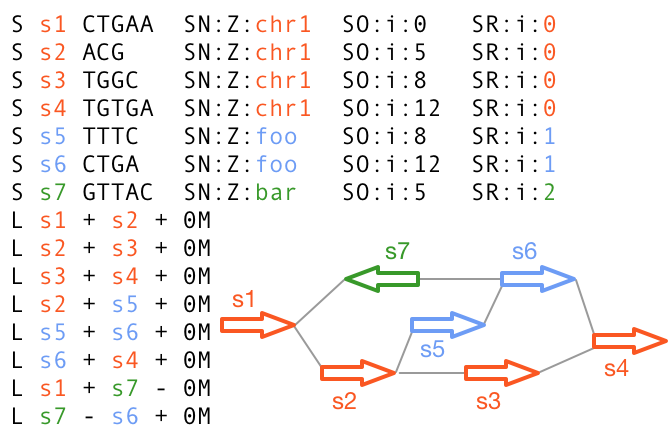 S s1 CTGAA SN:Z:chr1 SO:i:0 SR:i:0
S s2 ACG SN:Z:chr1 SO:i:5 SR:i:0
S s3 TGGC SN:Z:chr1 SO:i:8 SR:i:0
S s4 TGTGA SN:Z:chr1 SO:i:12 SR:i:0
S s5 TTTC SN:Z:foo SO:i:8 SR:i:1
S s6 CTGA SN:Z:foo SO:i:12 SR:i:1
S s7 GTTAC SN:Z:bar SO:i:5 SR:i:2
L s1 + s2 + 0M
L s2 + s3 + 0M
L s3 + s4 + 0M
L s2 + s5 + 0M
L s5 + s6 + 0M
L s6 + s4 + 0M
L s1 + s7 - 0M
L s7 - s6 + 0M
s7
s6
s1
s5
s4
s2
s3